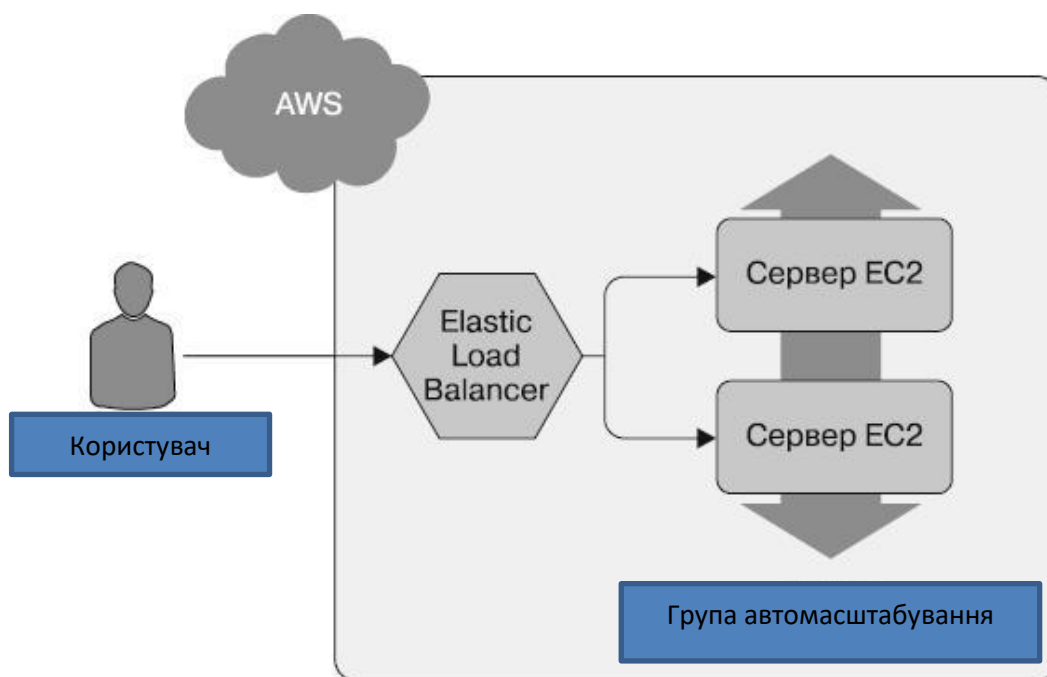 AWS
Користувач
Elastic
Load
Balancer
Сервер EC2
Сервер EC2
Група автомасштабування